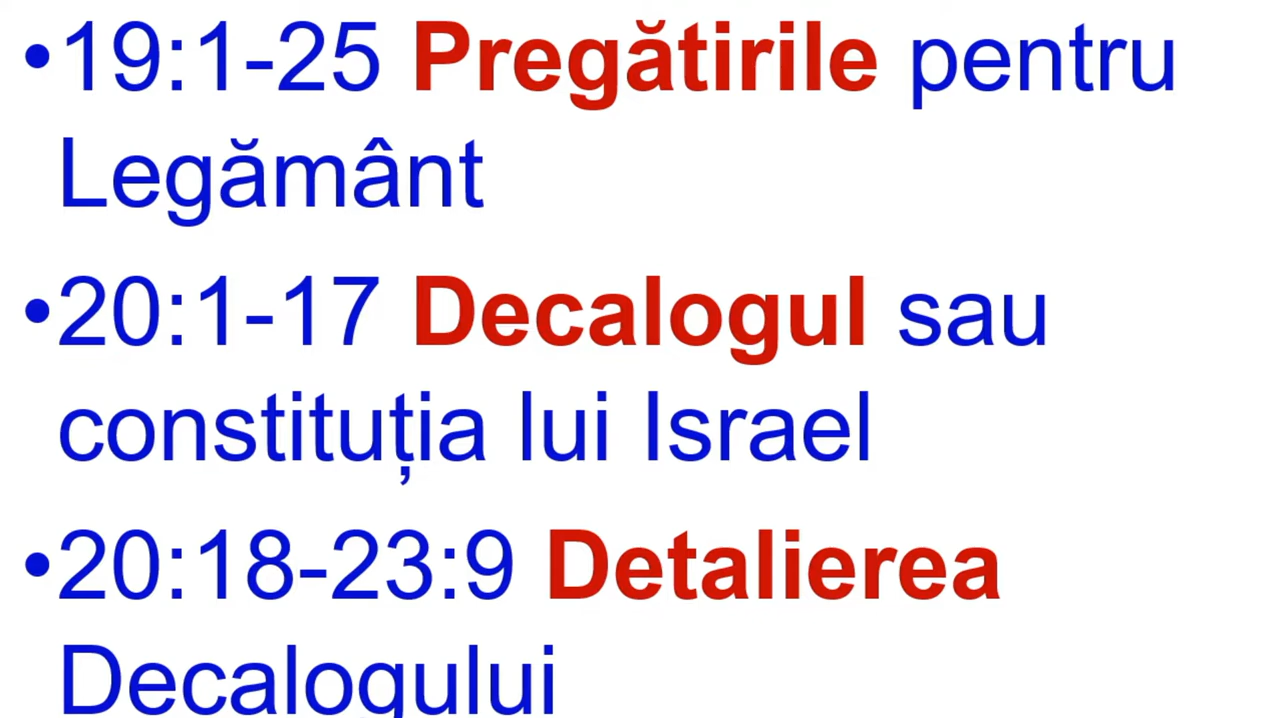 •19:1-25 Pregătirile pentru
Legământ
•20:1-17 Decalogul sau
constituția lui Israel
•20:18-23:9 Detalierea
Decalogului